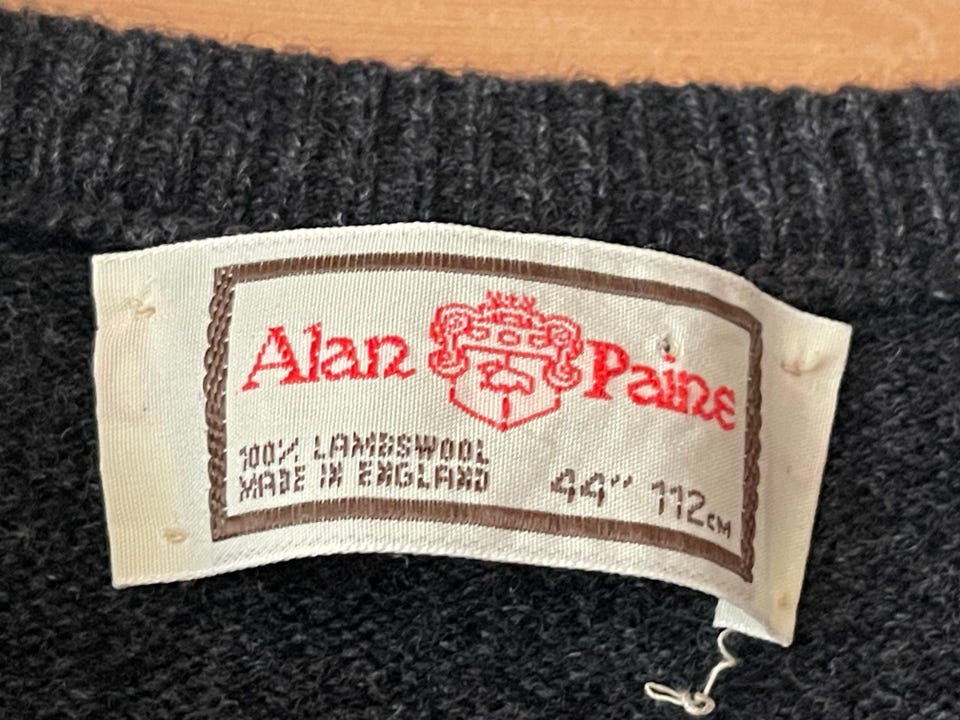 Alan Paine
100% LAMBSWOOL
MADE IN ENGLAND
44" 112CM